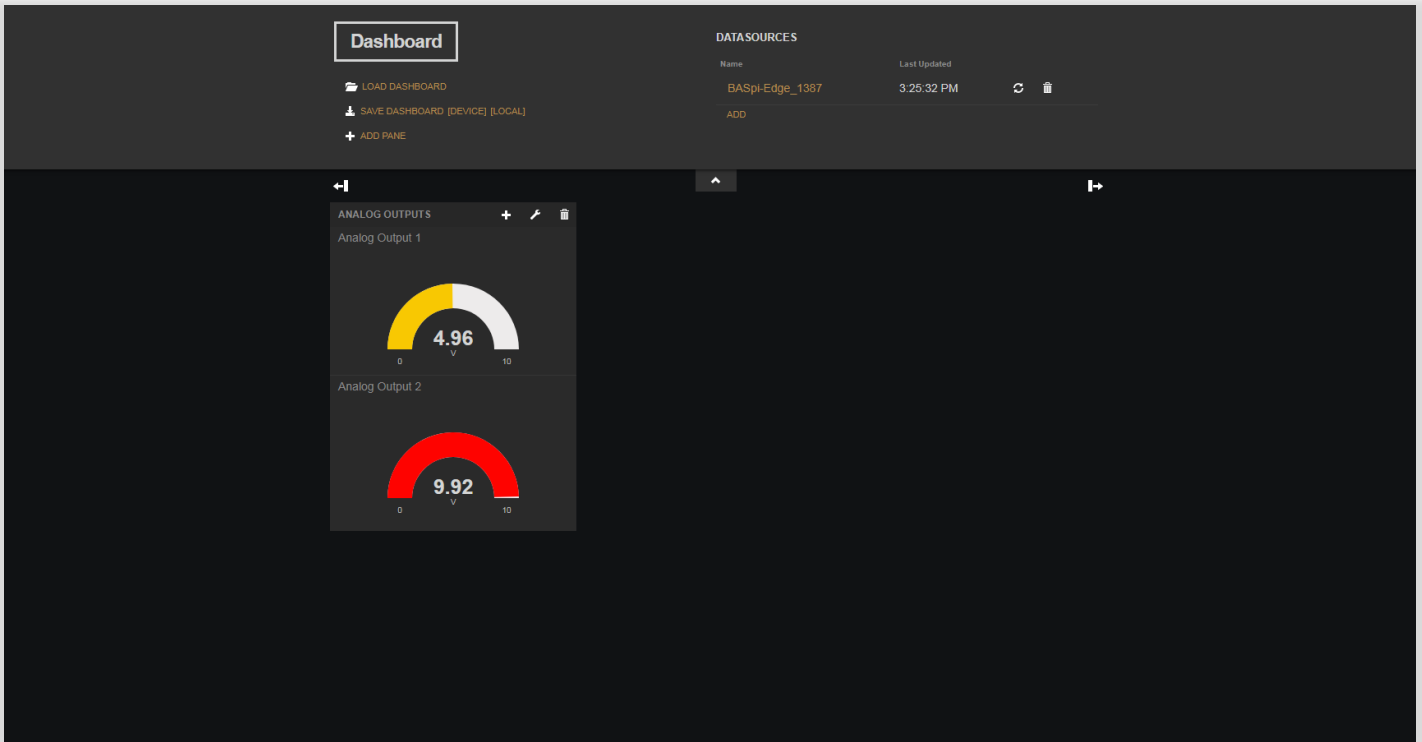 Dashboard
LOAD DASHBOARD
SAVE DASHBOARD [DEVICE] [LOCAL]
ADD PANE
DATASOURCES
Name Last Updated
BASpi-Edge_1387 3:25:32 PM
ADD
ANALOG OUTPUTS
Analog Output 1
4.96
V
0 10
Analog Output 2
9.92
V
0 10